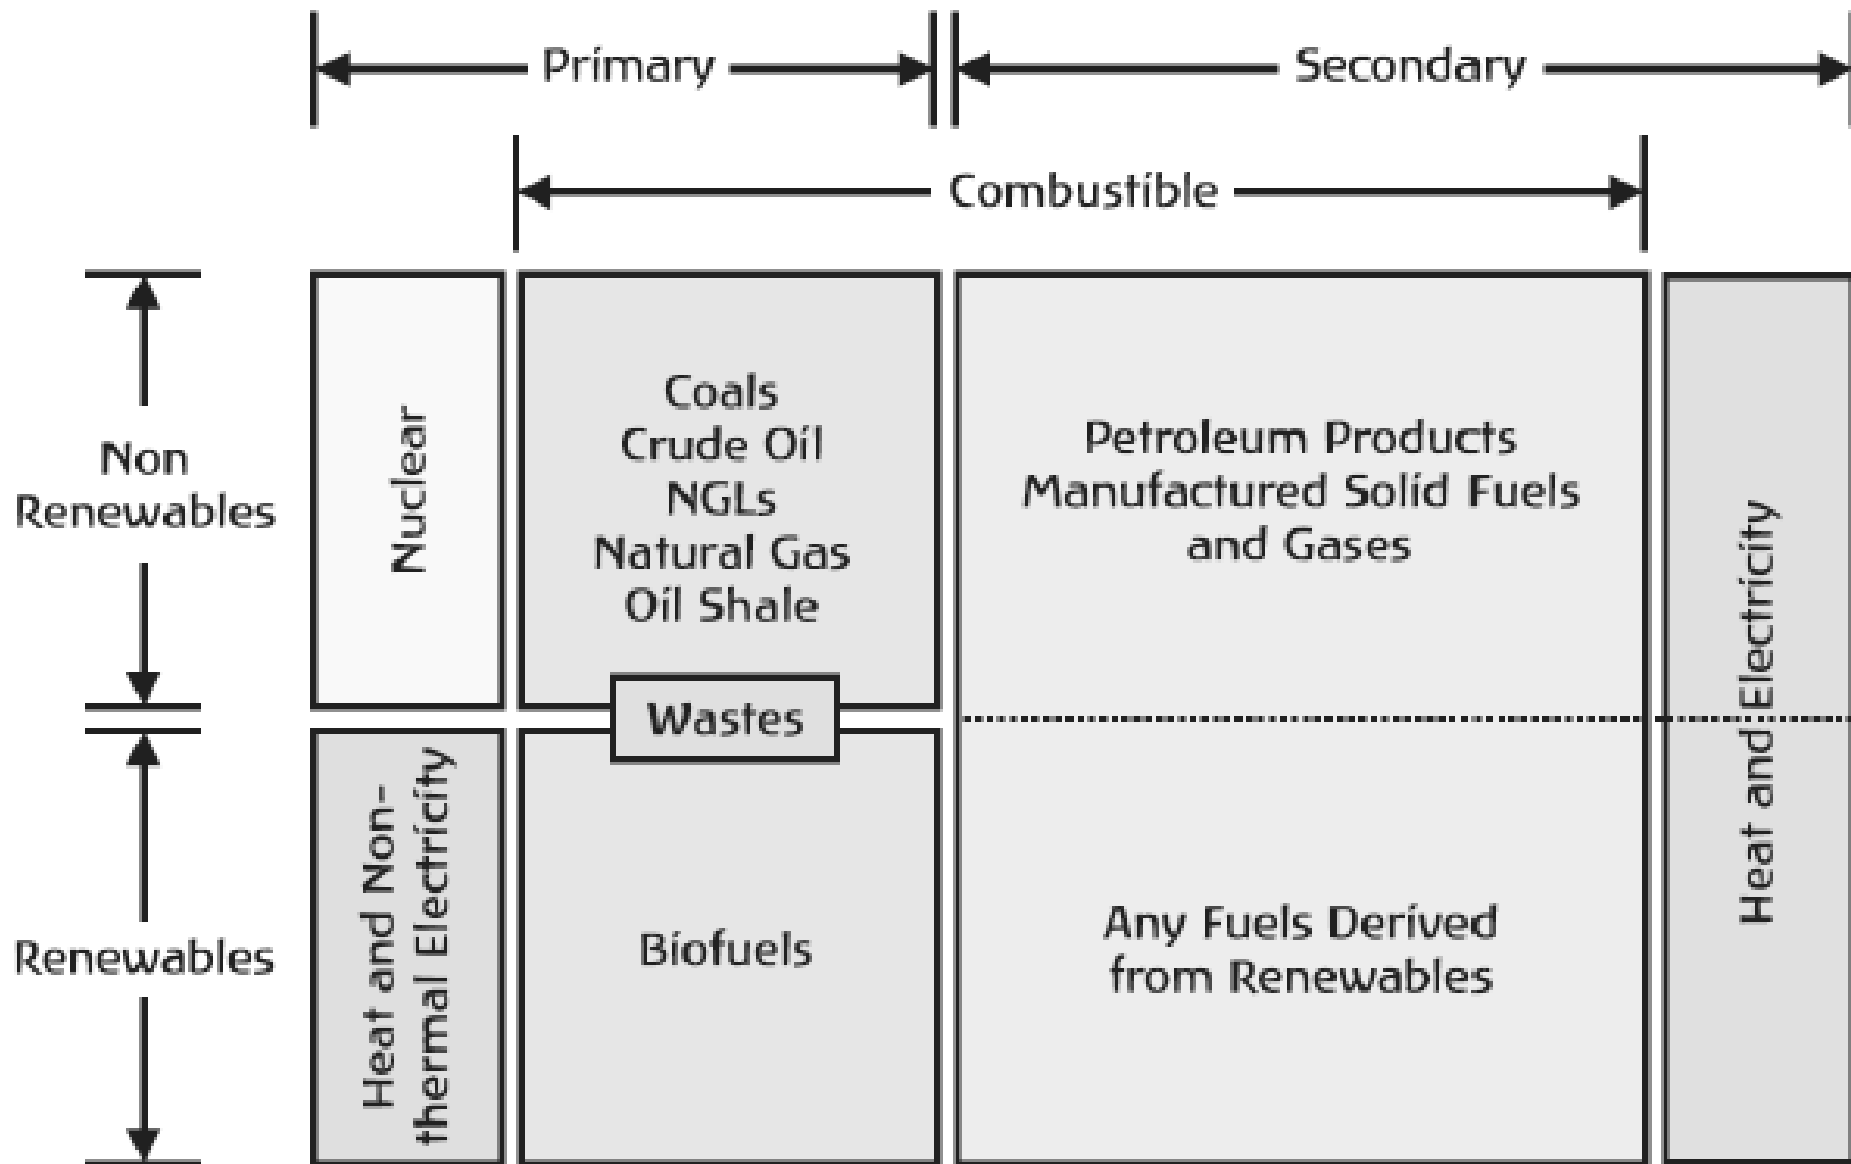 Primary
Secondary
Combustible
Non
Renewables
Nuclear
Coals
Crude Oil
NGLs
Natural Gas
Oil Shale
Petroleum Products
Manufactured Solid Fuels
and Gases
Heat and Electricity
Wastes
Renewables
Heat and Non-
thermal Electricity
Biofuels
Any Fuels Derived
from Renewables